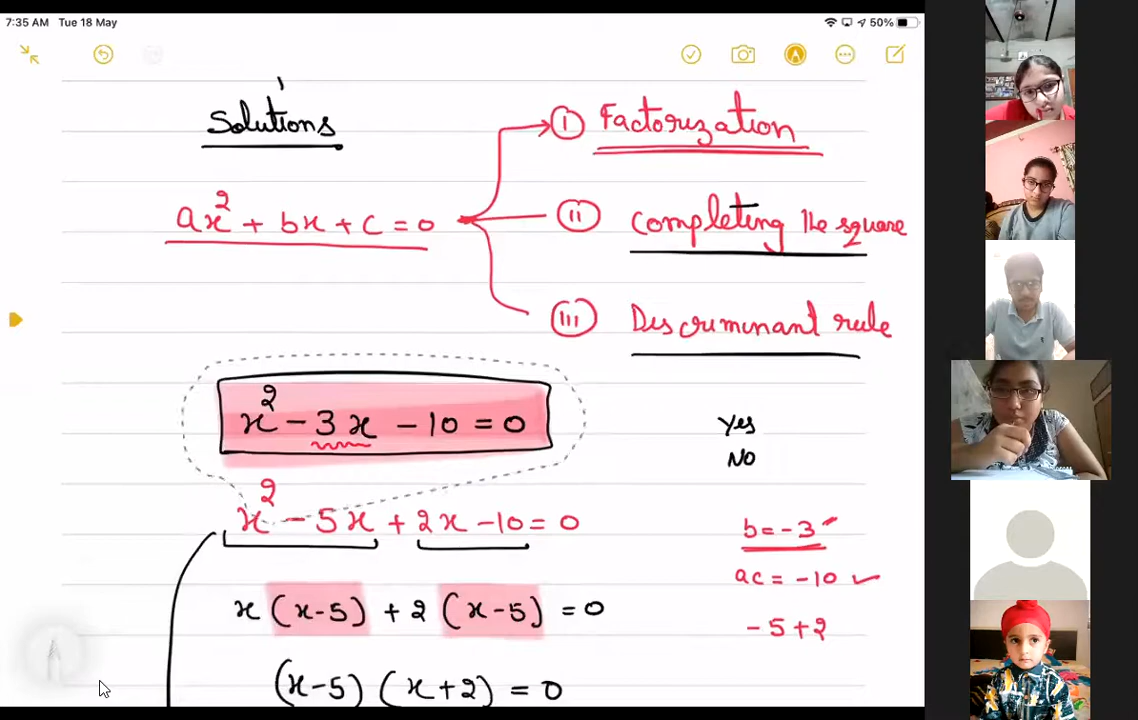 7:35 AM Tue 18 May
50%
Solutions
ax² + bx + c = 0
(i) Factorization
(ii) Completing the square
(iii) Discriminant rule
x² - 3x - 10 = 0
Yes
No
x² - 5x + 2x - 10 = 0
b = -3
ac = -10 ✓
-5+2
x (x-5) + 2 (x-5) = 0
(x-5) (x+2) = 0